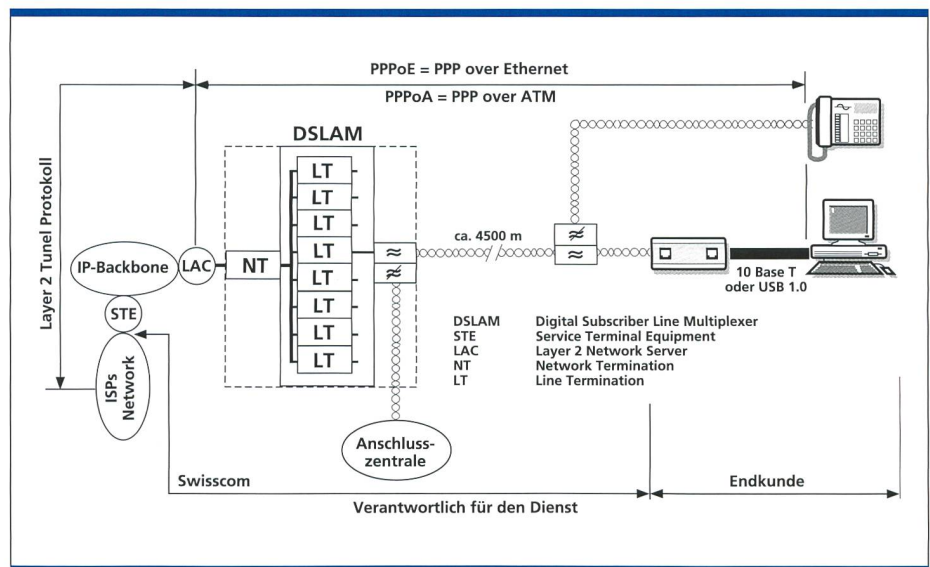 PPPoE = PPP over Ethernet
PPPoA = PPP over ATM
DSLAM
Layer 2 Tunel Protokoll
LT
LT
LT
LT
LT
LT
LT
LT
IP-Backbone
LAC
NT
≈
≉
ca. 4500 m
≉
≈
10 Base T
oder USB 1.0
STE
ISPs
Network
DSLAM Digital Subscriber Line Multiplexer
STE Service Terminal Equipment
LAC Layer 2 Network Server
NT Network Termination
LT Line Termination
Anschluss-
zentrale
Swisscom
Endkunde
Verantwortlich für den Dienst